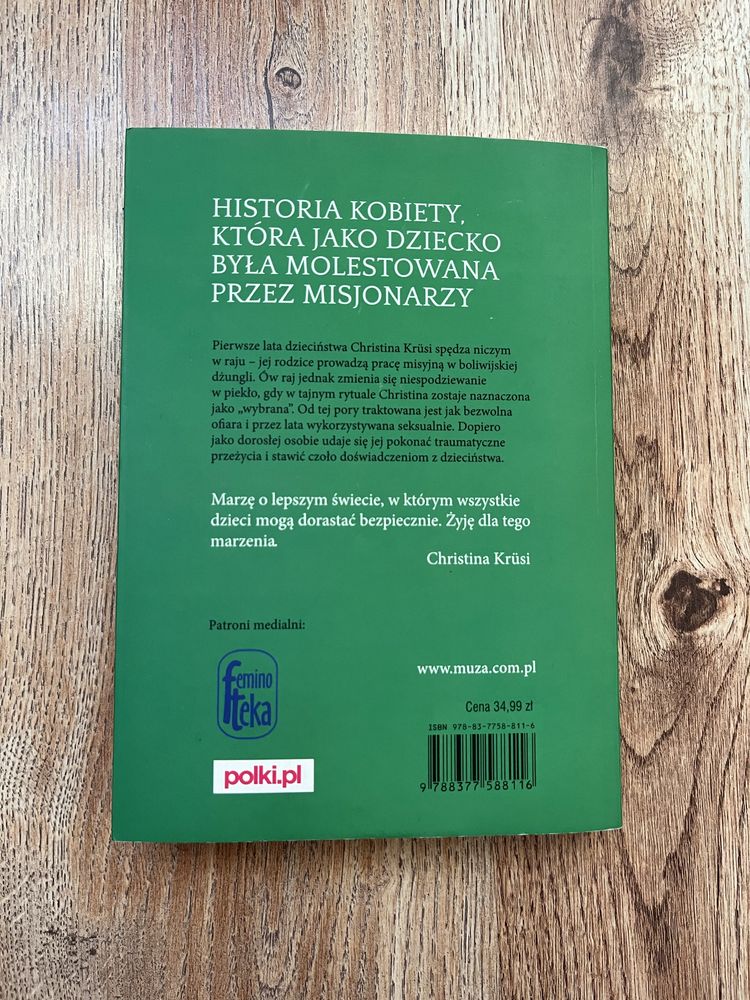 HISTORIA KOBIETY,
KTÓRA JAKO DZIECKO
BYŁA MOLESTOWANA
PRZEZ MISJONARZY
Pierwsze lata dzieciństwa Christina Krüsi spędza niczym
w raju – jej rodzice prowadzą pracę misyjną w boliwijskiej
dżungli. Ów raj jednak zmienia się niespodziewanie
w piekło, gdy w tajnym rytuale Christina zostaje naznaczona
jako „wybrana”. Od tej pory traktowana jest jak bezwolna
ofiara i przez lata wykorzystywana seksualnie. Dopiero
jako dorosłej osobie udaje się jej pokonać traumatyczne
przeżycia i stawić czoło doświadczeniom z dzieciństwa.
Marzę o lepszym świecie, w którym wszystkie
dzieci mogą dorastać bezpiecznie. Żyję dla tego
marzenia.
Christina Krüsi
Patroni medialni:
femino
teka
polki.pl
www.muza.com.pl
Cena 34,99 zł
ISBN 978-83-7758-811-6
9 788377 588116